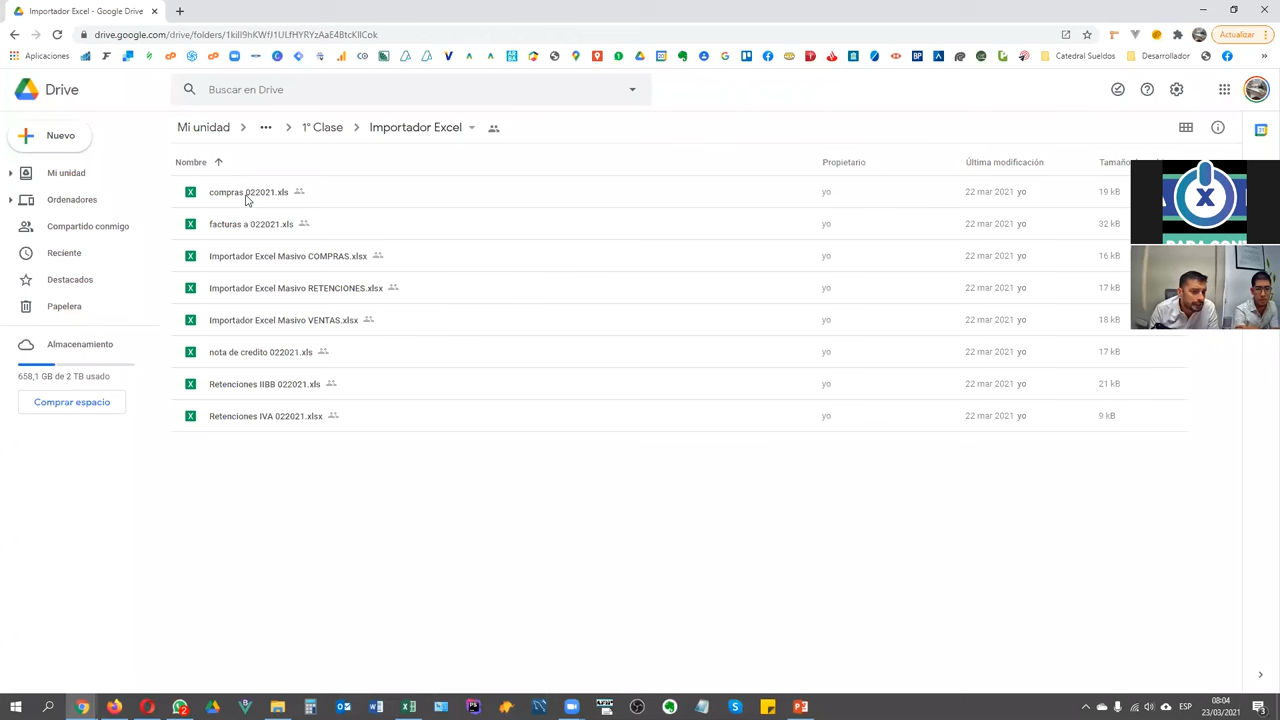 Importador Excel - Google Drive
drive.google.com/drive/folders/
Actualizar
Aplicaciones
Catedral Sueldos
Desarrollador
Drive
Buscar en Drive
Nuevo
Mi unidad
1° Clase
Importador Excel
Mi unidad
Ordenadores
Compartido conmigo
Reciente
Destacados
Papelera
Almacenamiento
658,1 GB de 2 TB usado
Comprar espacio
Nombre
Propietario
Última modificación
compras 022021.xls
yo
22 mar 2021 yo
19 kB
facturas a 022021.xls
yo
22 mar 2021 yo
32 kB
Importador Excel Masivo COMPRAS.xlsx
yo
22 mar 2021 yo
16 kB
Importador Excel Masivo RETENCIONES.xlsx
yo
22 mar 2021 yo
17 kB
Importador Excel Masivo VENTAS.xlsx
yo
22 mar 2021 yo
18 kB
nota de credito 022021.xls
yo
22 mar 2021 yo
17 kB
Retenciones IIBB 022021.xls
yo
22 mar 2021 yo
21 kB
Retenciones IVA 022021.xlsx
yo
22 mar 2021 yo
9 kB
X
ESP
08:04
23/03/2021